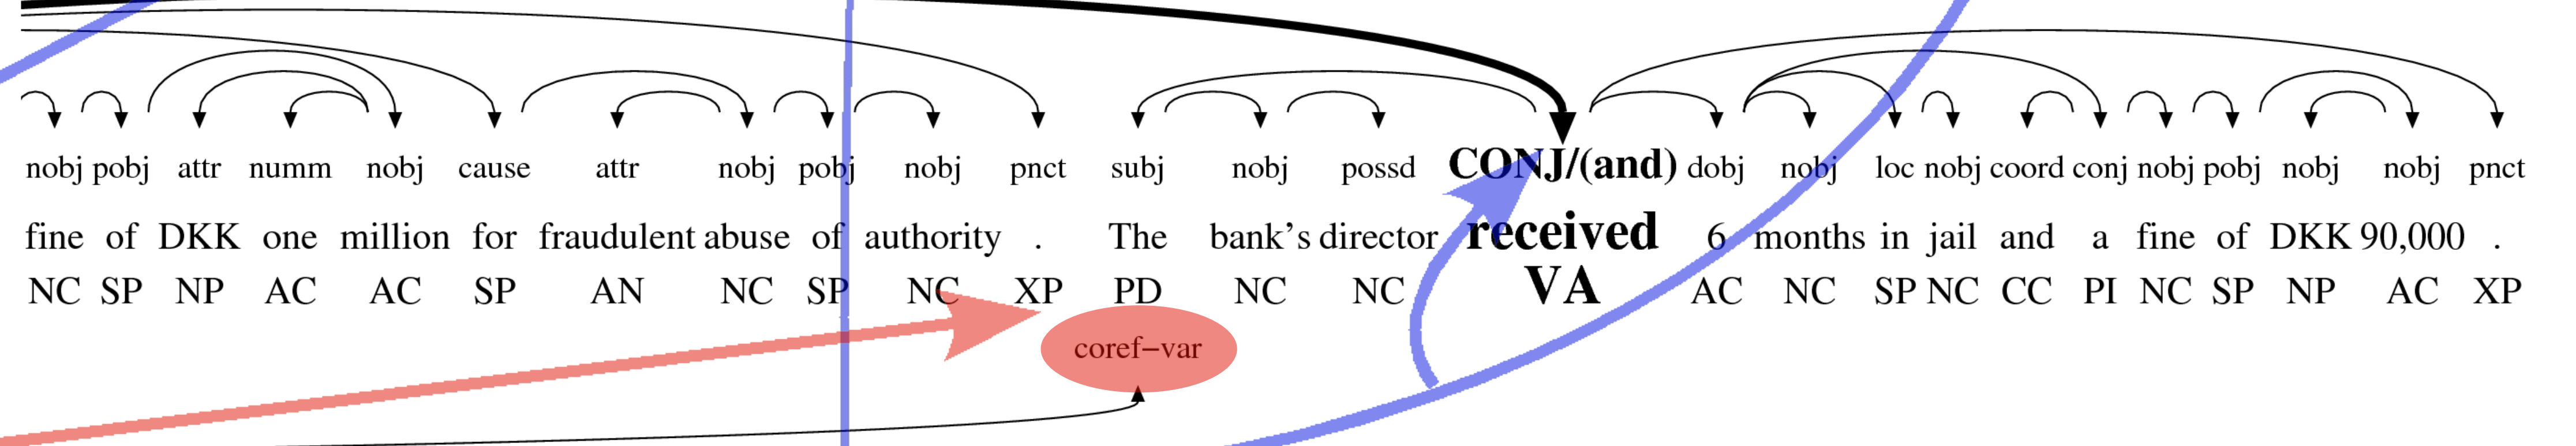 nobj pobj attr numm nobj cause attr nobj pobj nobj pnct subj nobj possd CONJ/(and) dobj nobj loc nobj coord conj nobj pobj nobj nobj pnct
fine of DKK one million for fraudulent abuse of authority . The bank's director received 6 months in jail and a fine of DKK 90,000 .
NC SP NP AC AC SP AN NC SP NC XP PD NC NC VA AC NC SP NC CC PI NC SP NP AC XP
coref–var